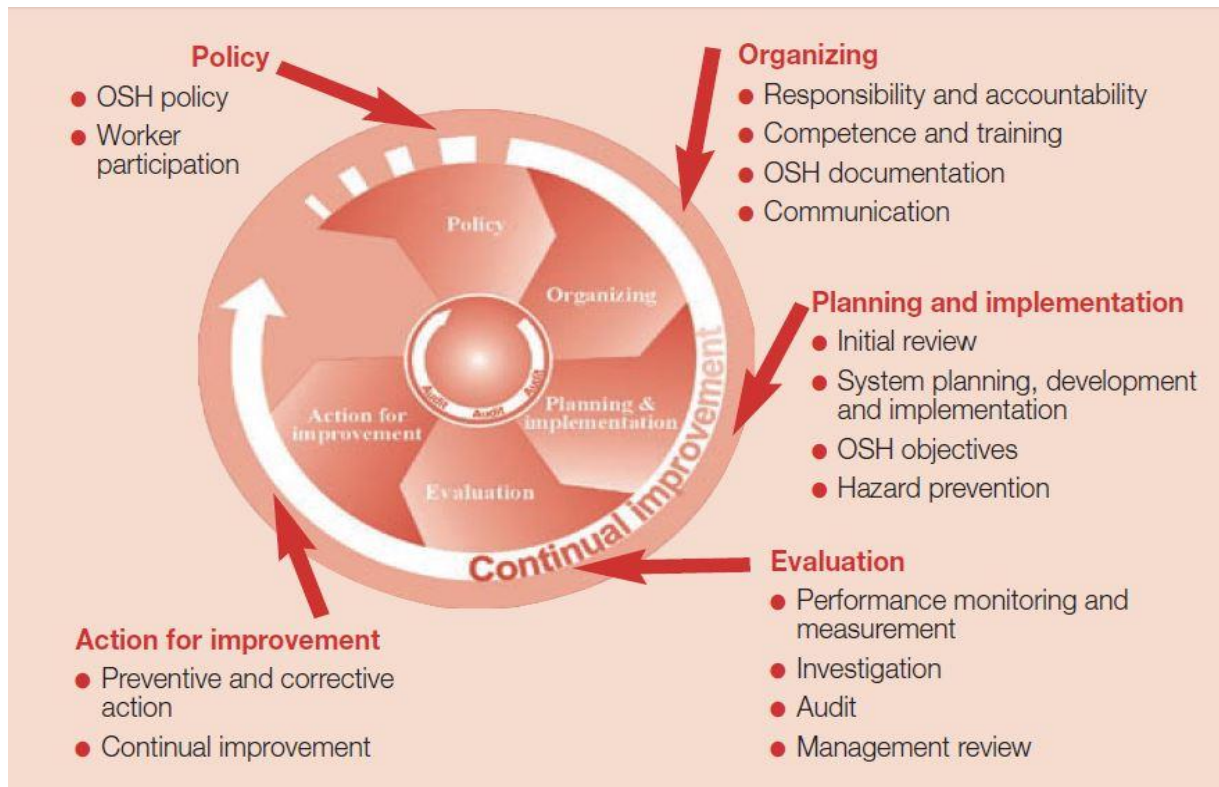 Policy
OSH policy
Worker
participation
Organizing
Responsibility and accountability
Competence and training
OSH documentation
Communication
Planning and implementation
Initial review
System planning, development
and implementation
OSH objectives
Hazard prevention
Evaluation
Performance monitoring and
measurement
Investigation
Audit
Management review
Action for improvement
Preventive and corrective
action
Continual improvement
Policy
Organizing
Planning &
implementation
Evaluation
Action for
improvement
Audit
Audit
Audit
Continual improvement